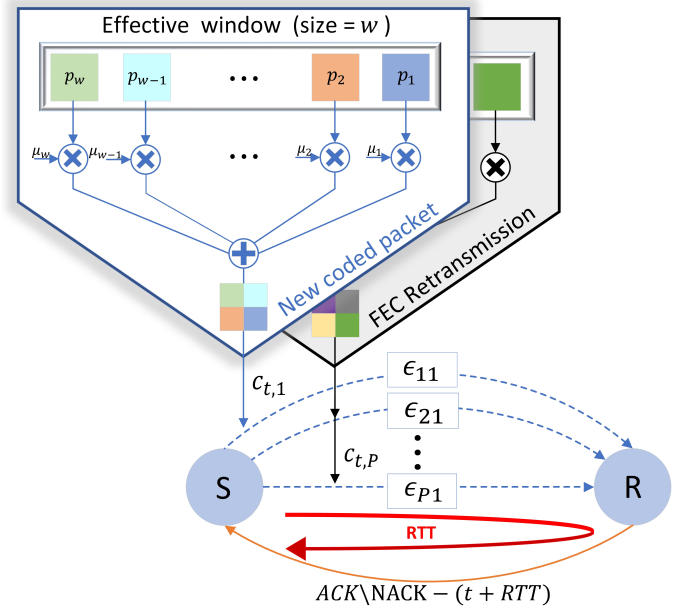 Effective window (size = w )
p_w p_{w−1} ••• p_2 p_1
μ_w μ_{w−1} ••• μ_2 μ_1
New coded packet
FEC Retransmission
c_{t,1}
c_{t,P}
ϵ_{11}
ϵ_{21}
ϵ_{P1}
S
R
RTT
ACK\NACK − (t + RTT)